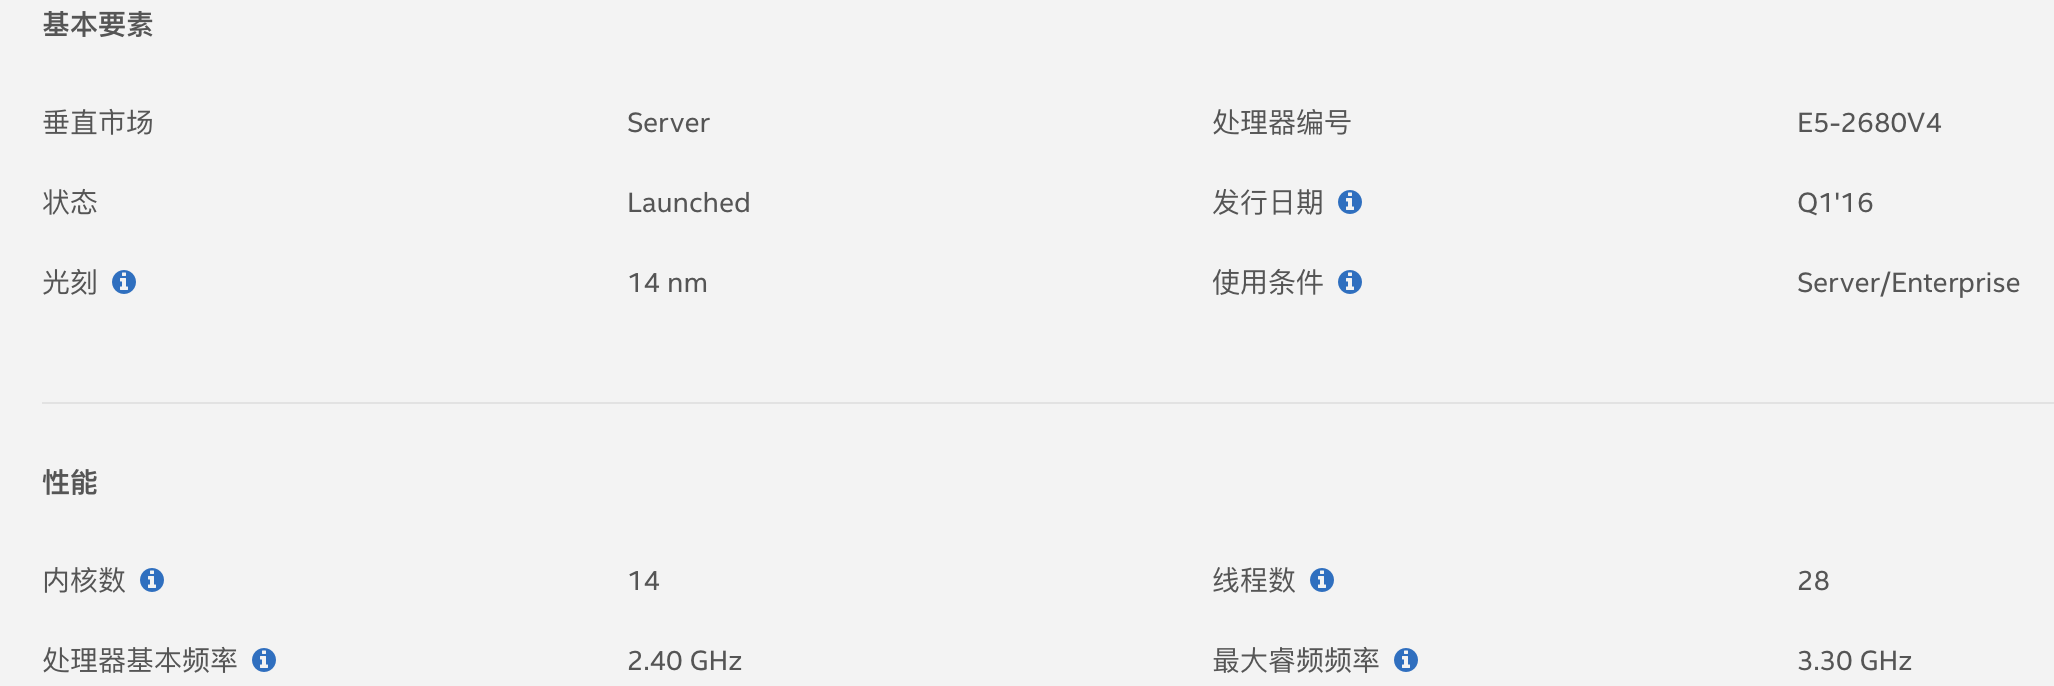 基本要素
垂直市场 Server 处理器编号 E5-2680V4
状态 Launched 发行日期 Q1'16
光刻 14 nm 使用条件 Server/Enterprise
性能
内核数 14 线程数 28
处理器基本频率 2.40 GHz 最大睿频频率 3.30 GHz